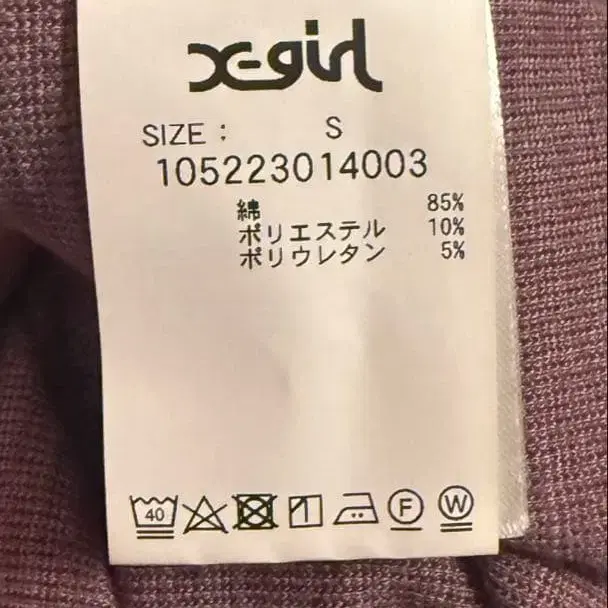 X-girl
SIZE : S
105223014003
綿 85%
ポリエステル 10%
ポリウレタン 5%
40 F W